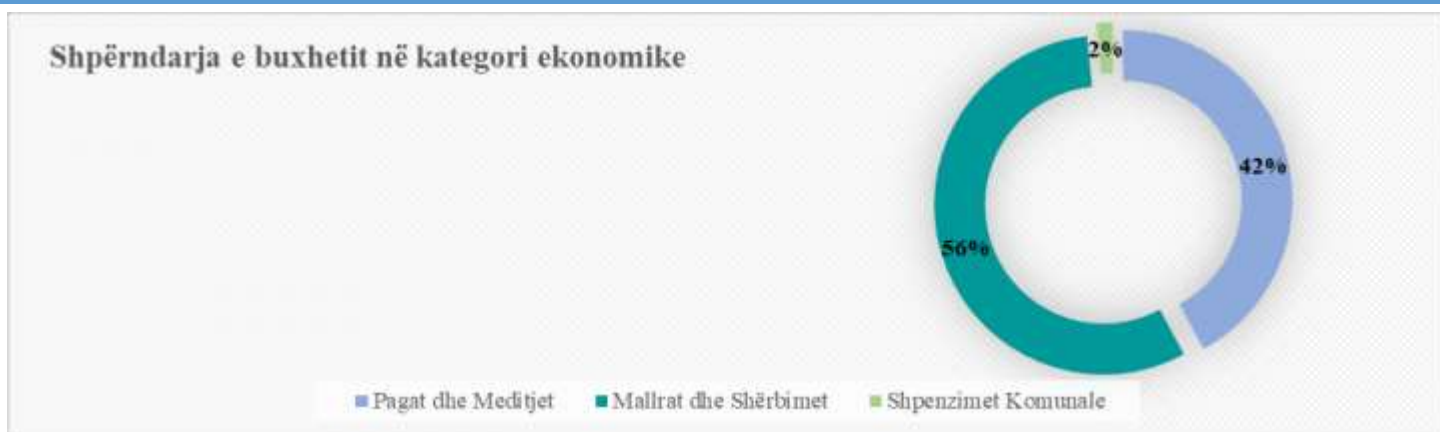 Shpërndarja e buxhetit në kategori ekonomike
2%
42%
56%
Pagat dhe Meditjet Mallrat dhe Shërbimet Shpenzimet Komunale